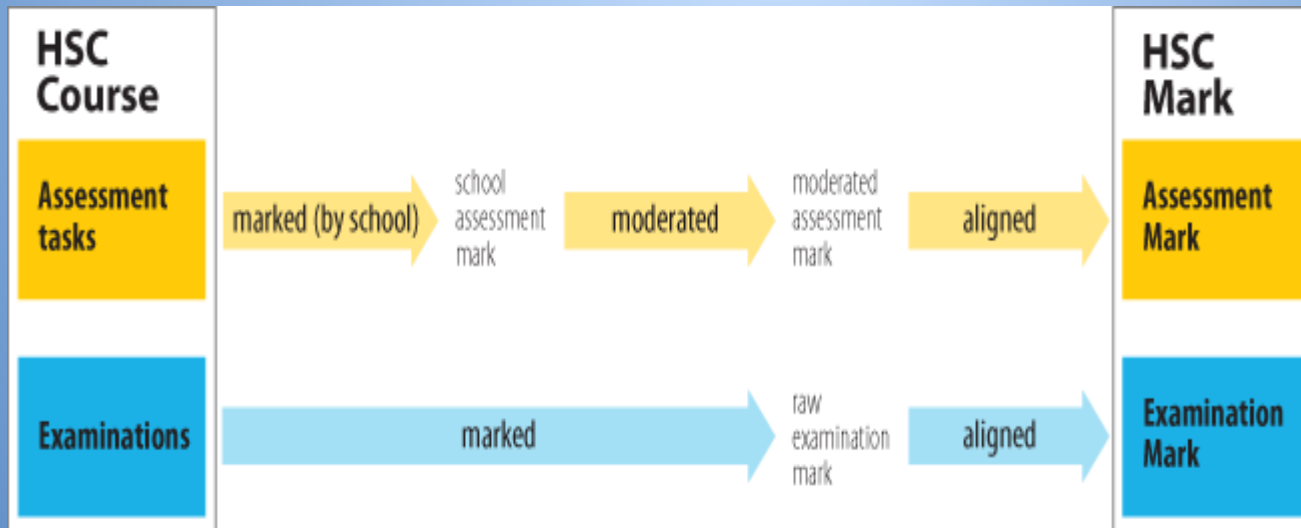 HSC
Course
HSC
Mark
Assessment
tasks
marked (by school)
school
assessment
mark
moderated
moderated
assessment
mark
aligned
Assessment
Mark
Examinations
marked
raw
examination
mark
aligned
Examination
Mark